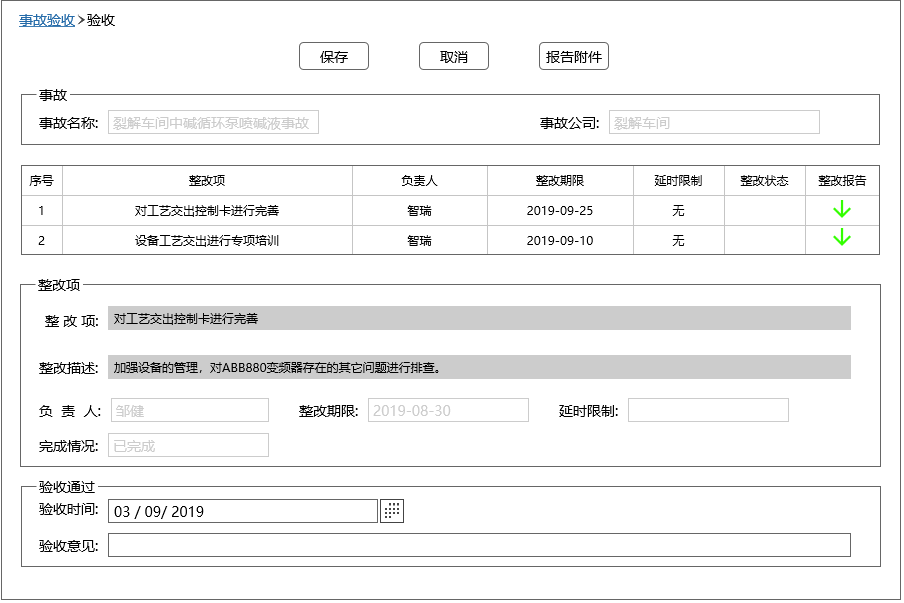 事故验收 > 验收
保存 取消 报告附件
事故
事故名称: 裂解车间中碱循环泵喷碱液事故 事故公司: 裂解车间
序号 整改项 负责人 整改期限 延时限制 整改状态 整改报告
1 对工艺交出控制卡进行完善 智瑞 2019-09-25 无
2 设备工艺交出进行专项培训 智瑞 2019-09-10 无
整改项
整 改 项: 对工艺交出控制卡进行完善
整改描述: 加强设备的管理，对ABB880变频器存在的其它问题进行排查。
负 责 人: 邹健 整改期限: 2019-08-30 延时限制:
完成情况: 已完成
验收通过
验收时间: 03 / 09/ 2019
验收意见: